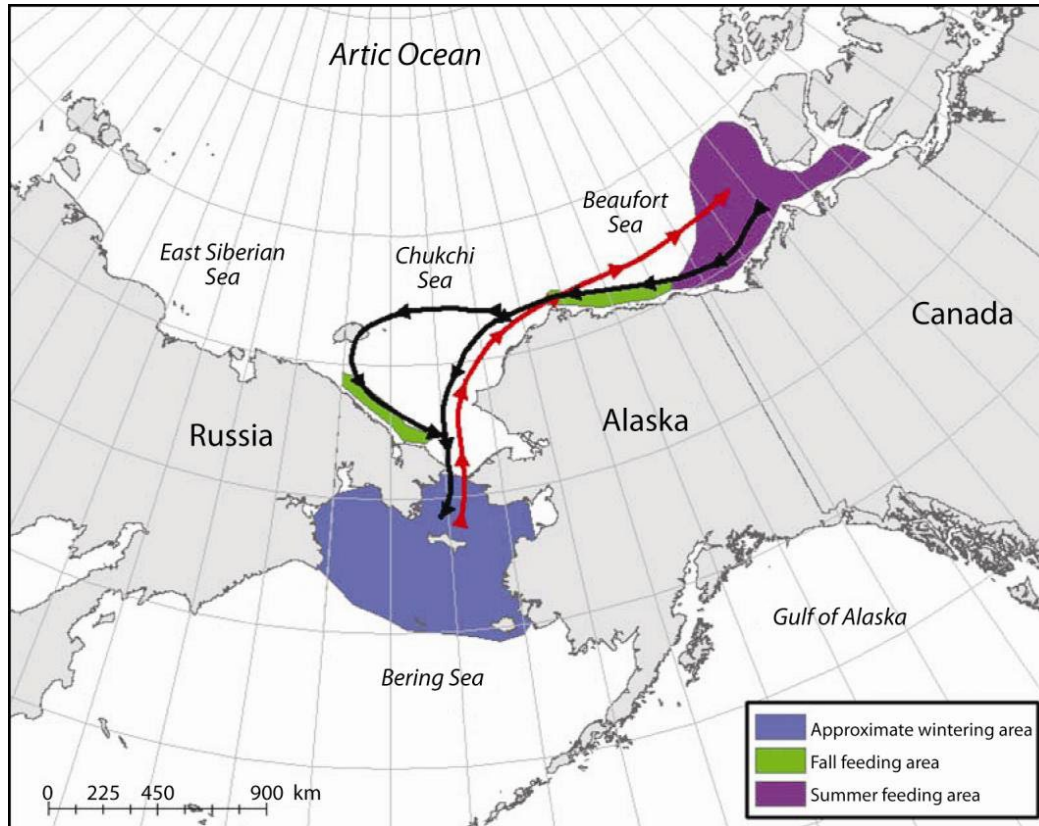 Artic Ocean
Beaufort
Sea
East Siberian
Sea
Chukchi
Sea
Canada
Russia
Alaska
Gulf of Alaska
Bering Sea
Approximate wintering area
Fall feeding area
Summer feeding area
0 225 450 900 km